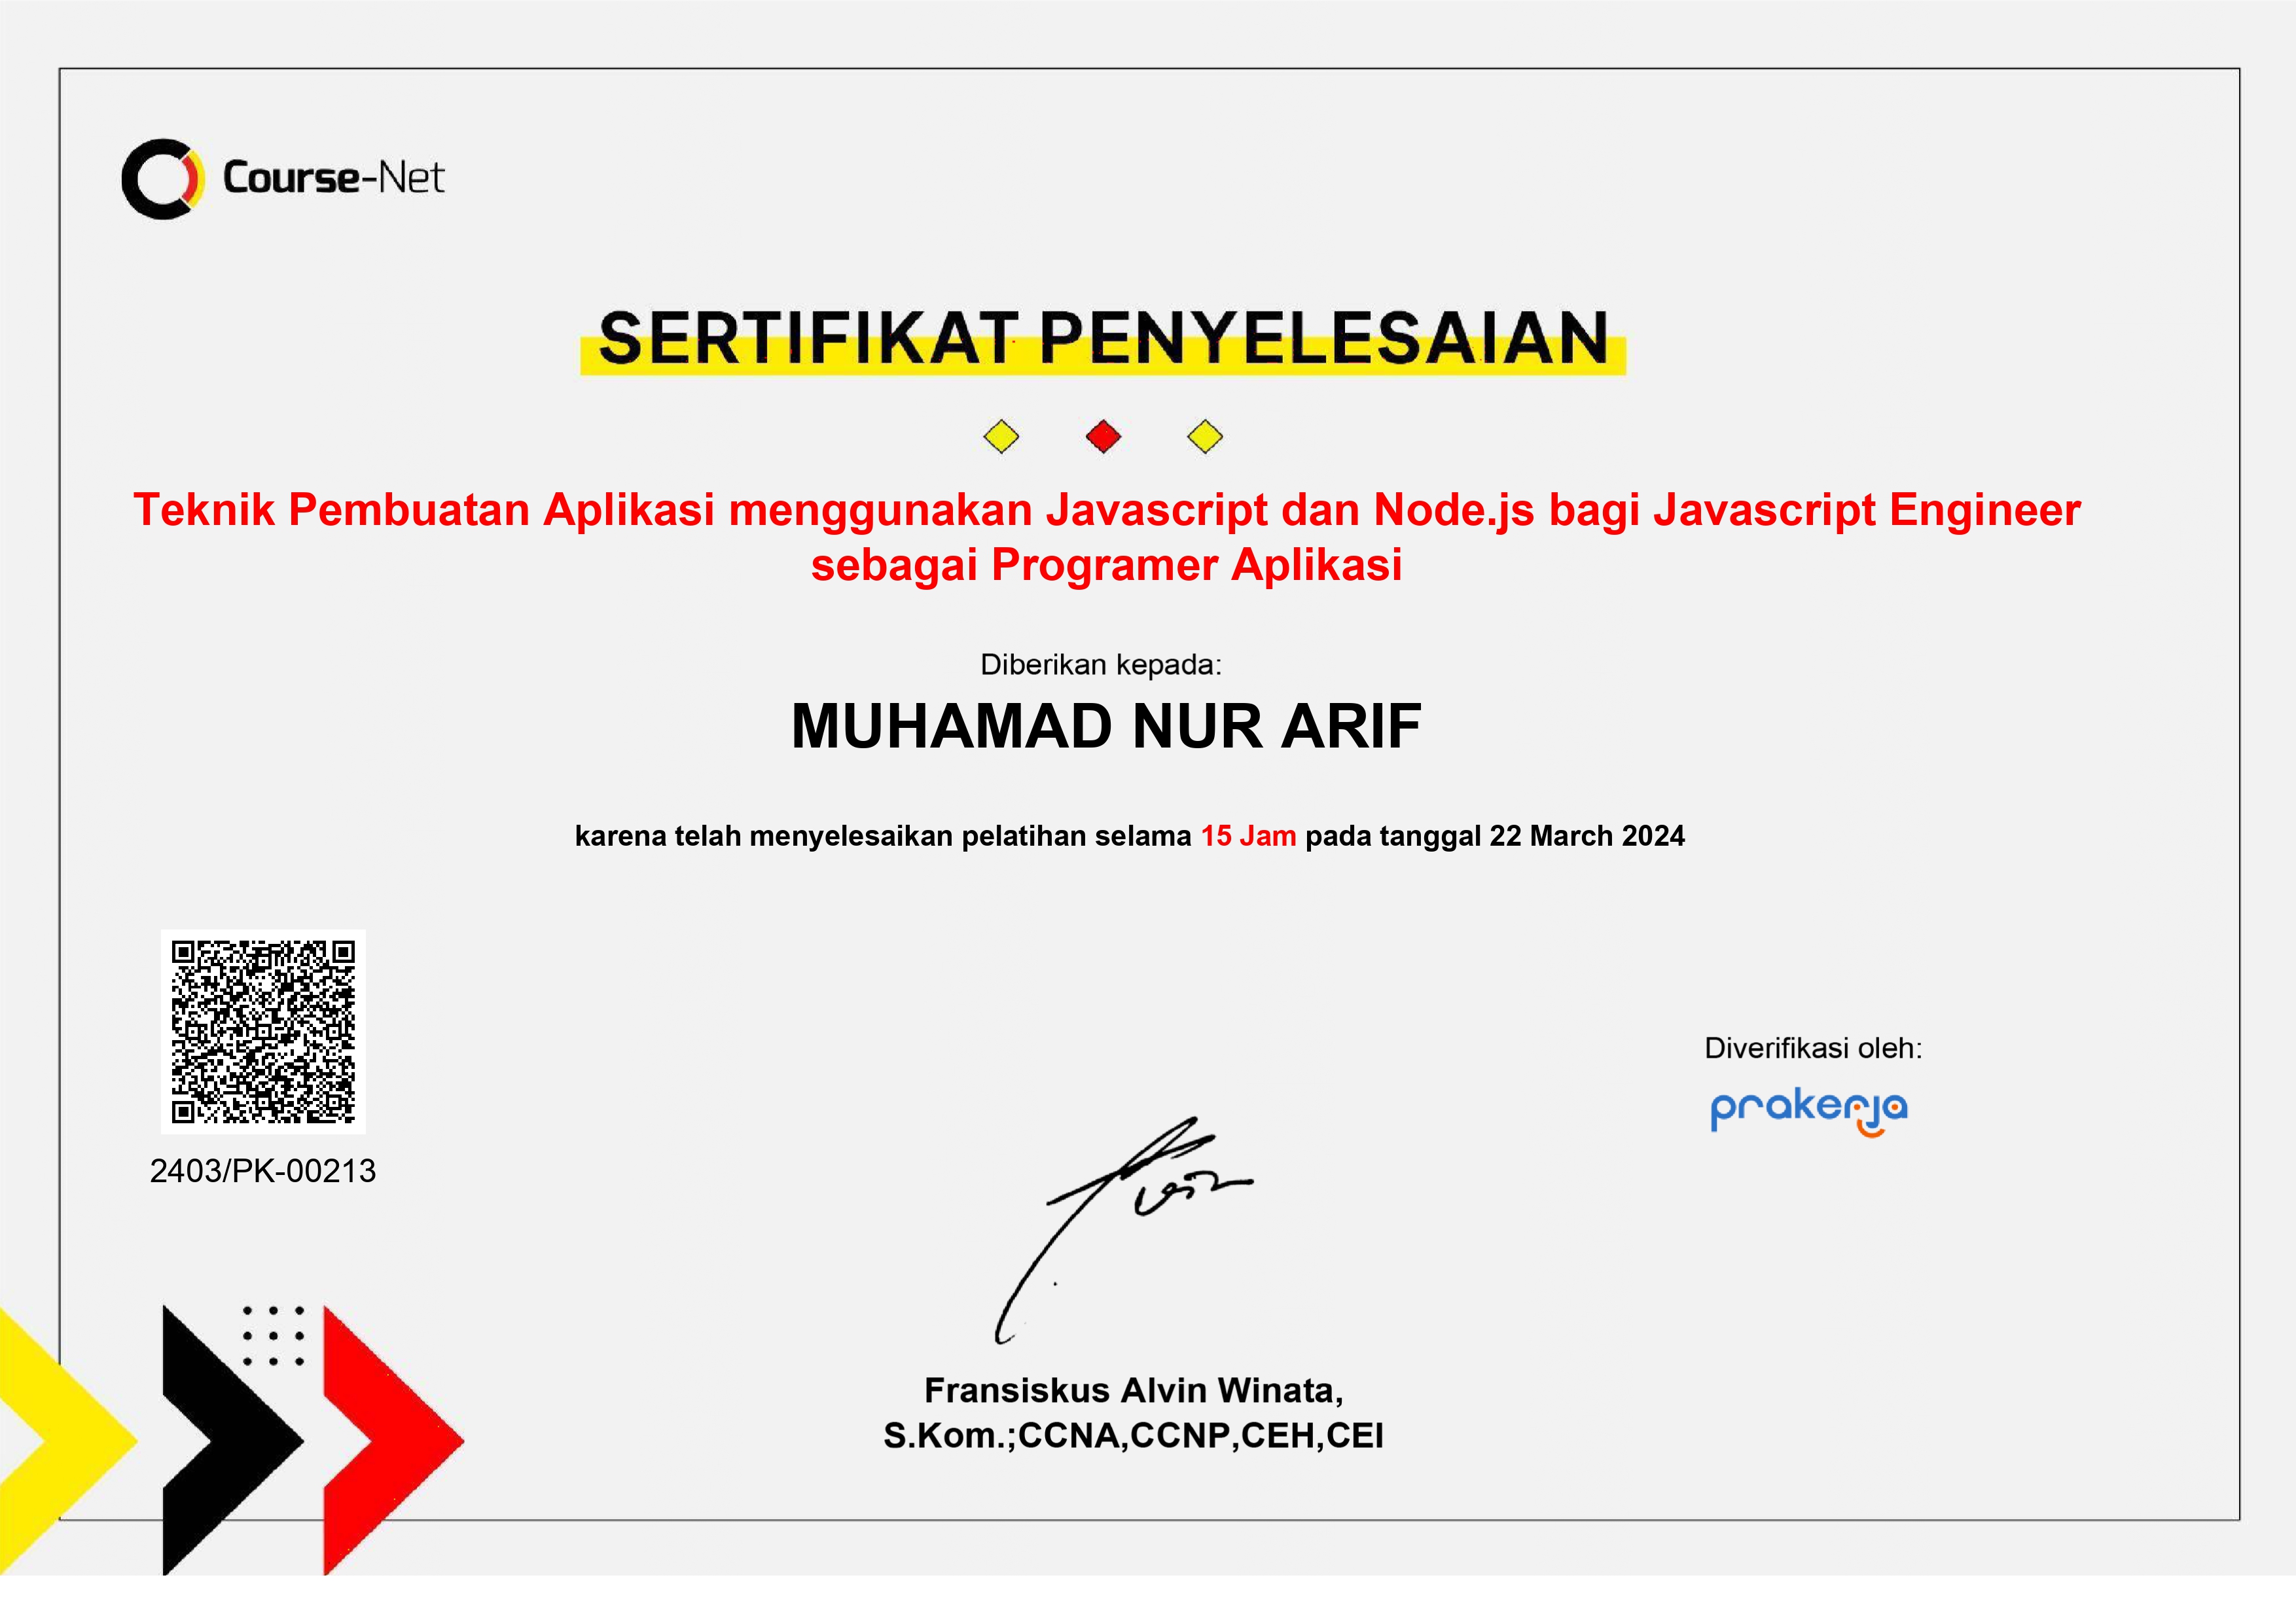 Course-Net
SERTIFIKAT PENYELESAIAN
Teknik Pembuatan Aplikasi menggunakan Javascript dan Node.js bagi Javascript Engineer
sebagai Programer Aplikasi
Diberikan kepada:
MUHAMAD NUR ARIF
karena telah menyelesaikan pelatihan selama 15 Jam pada tanggal 22 March 2024
2403/PK-00213
Diverifikasi oleh:
prakerja
Fransiskus Alvin Winata,
S.Kom.;CCNA,CCNP,CEH,CEI